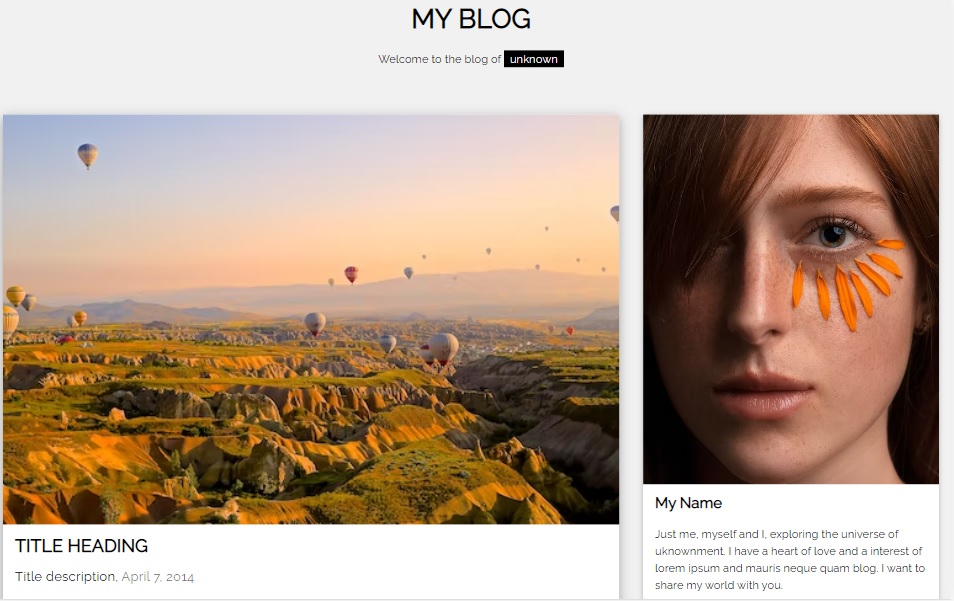 MY BLOG
Welcome to the blog of unknown
TITLE HEADING
Title description, April 7, 2014
My Name
Just me, myself and I, exploring the universe of
uknownment. I have a heart of love and a interest of
lorem ipsum and mauris neque quam blog. I want to
share my world with you.